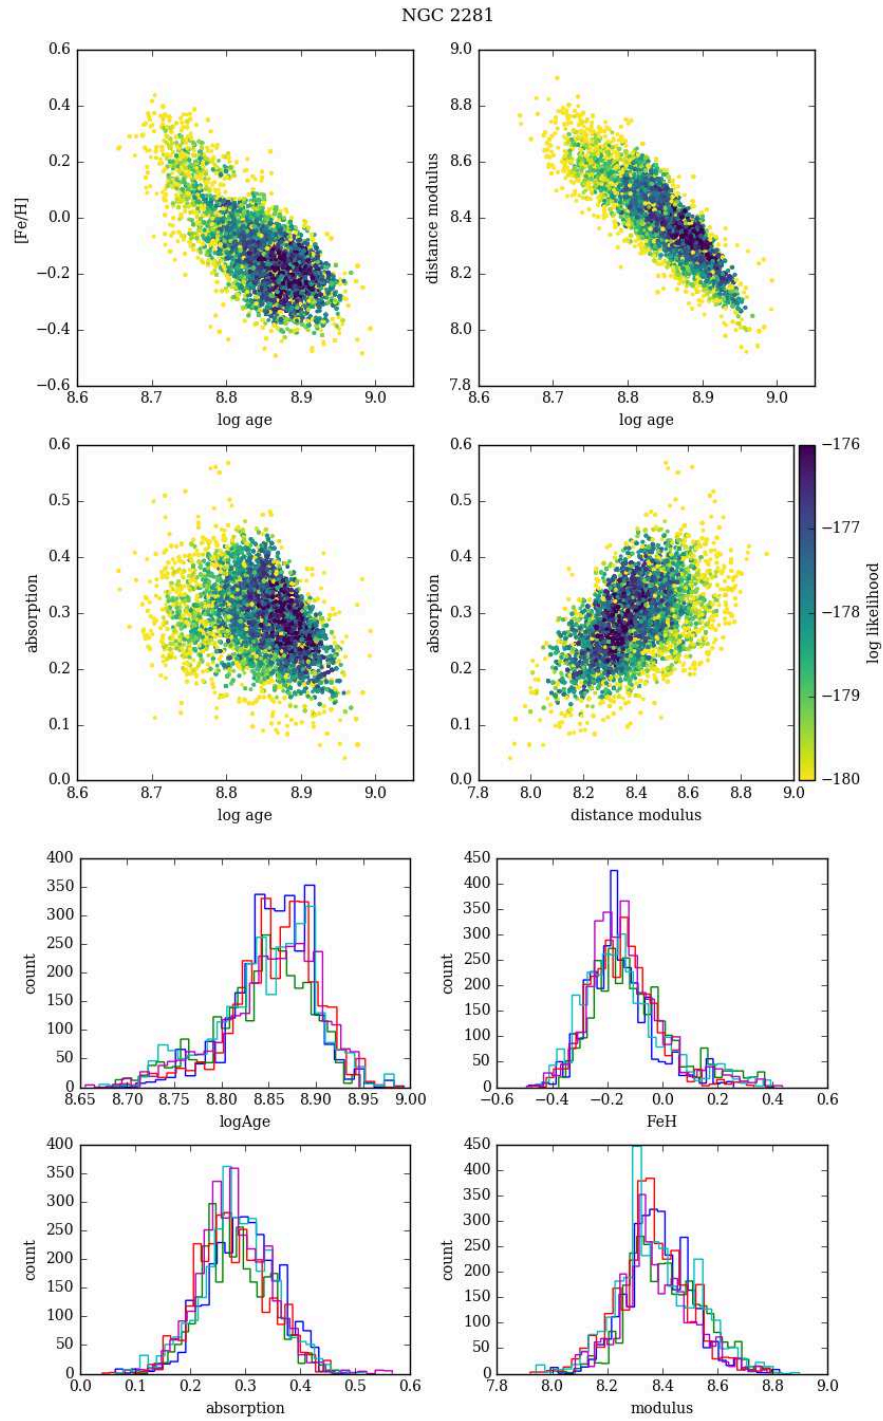 NGC 2281
0.6
0.4
0.2
0.0
−0.2
−0.4
−0.6
[Fe/H]
8.6 8.7 8.8 8.9 9.0
log age
9.0
8.8
8.6
8.4
8.2
8.0
7.8
distance modulus
8.6 8.7 8.8 8.9 9.0
log age
0.6
0.5
0.4
0.3
0.2
0.1
0.0
absorption
8.6 8.7 8.8 8.9 9.0
log age
0.6
0.5
0.4
0.3
0.2
0.1
0.0
absorption
7.8 8.0 8.2 8.4 8.6 8.8 9.0
distance modulus
−176
−177
−178
−179
−180
log likelihood
400
350
300
250
200
150
100
50
0
count
8.65 8.70 8.75 8.80 8.85 8.90 8.95 9.00
logAge
450
400
350
300
250
200
150
100
50
0
count
−0.6 −0.4 −0.2 0.0 0.2 0.4 0.6
FeH
400
350
300
250
200
150
100
50
0
count
0.0 0.1 0.2 0.3 0.4 0.5 0.6
absorption
450
400
350
300
250
200
150
100
50
0
count
7.8 8.0 8.2 8.4 8.6 8.8 9.0
modulus